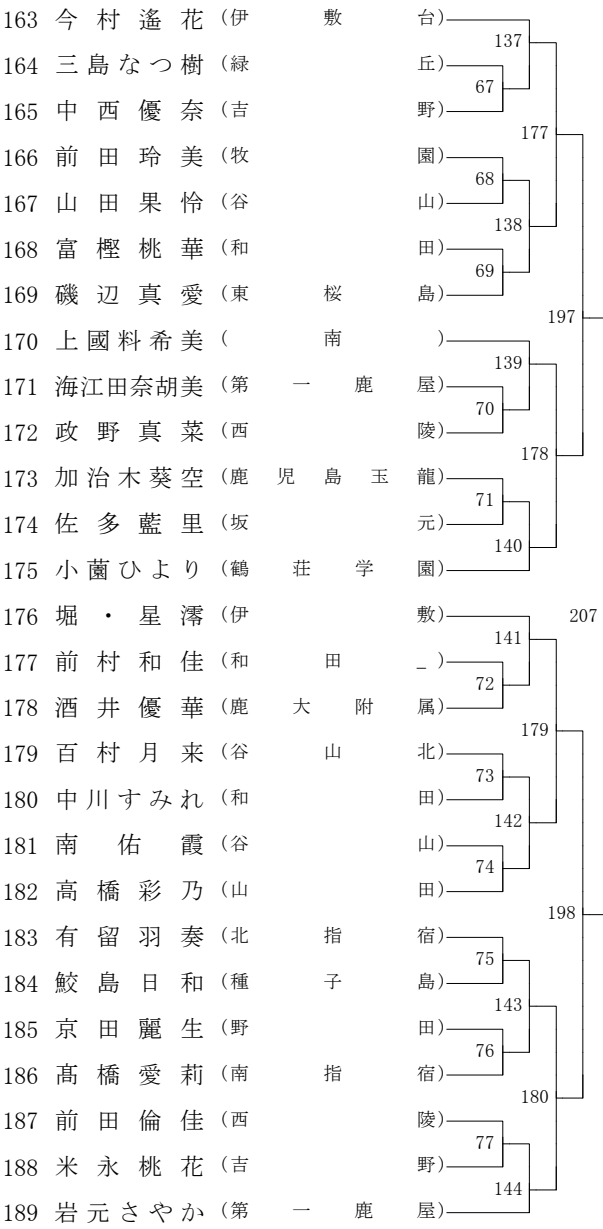 163 今村遙花 (伊敷台)
137
164 三島なつ樹 (緑丘)
67
165 中西優奈 (吉野)
177
166 前田玲美 (牧園)
68
167 山田果怜 (谷山)
138
168 富樫桃華 (和田)
69
169 磯辺真愛 (東桜島)
197
170 上國料希美 (南)
139
171 海江田奈胡美 (第一鹿屋)
70
172 政野真菜 (西陵)
178
173 加治木葵空 (鹿児島玉龍)
71
174 佐多藍里 (坂元)
140
175 小薗ひより (鶴荘学園)
176 堀・星澪 (伊敷)
207
141
177 前村和佳 (和田_)
72
178 酒井優華 (鹿大附属)
179
179 百村月来 (谷山北)
73
180 中川すみれ (和田)
142
181 南佑霞 (谷山)
74
182 高橋彩乃 (山田)
198
183 有留羽奏 (北指宿)
75
184 鮫島日和 (種子島)
143
185 京田麗生 (野田)
76
186 髙橋愛莉 (南指宿)
180
187 前田倫佳 (西陵)
77
188 米永桃花 (吉野)
144
189 岩元さやか (第一鹿屋)